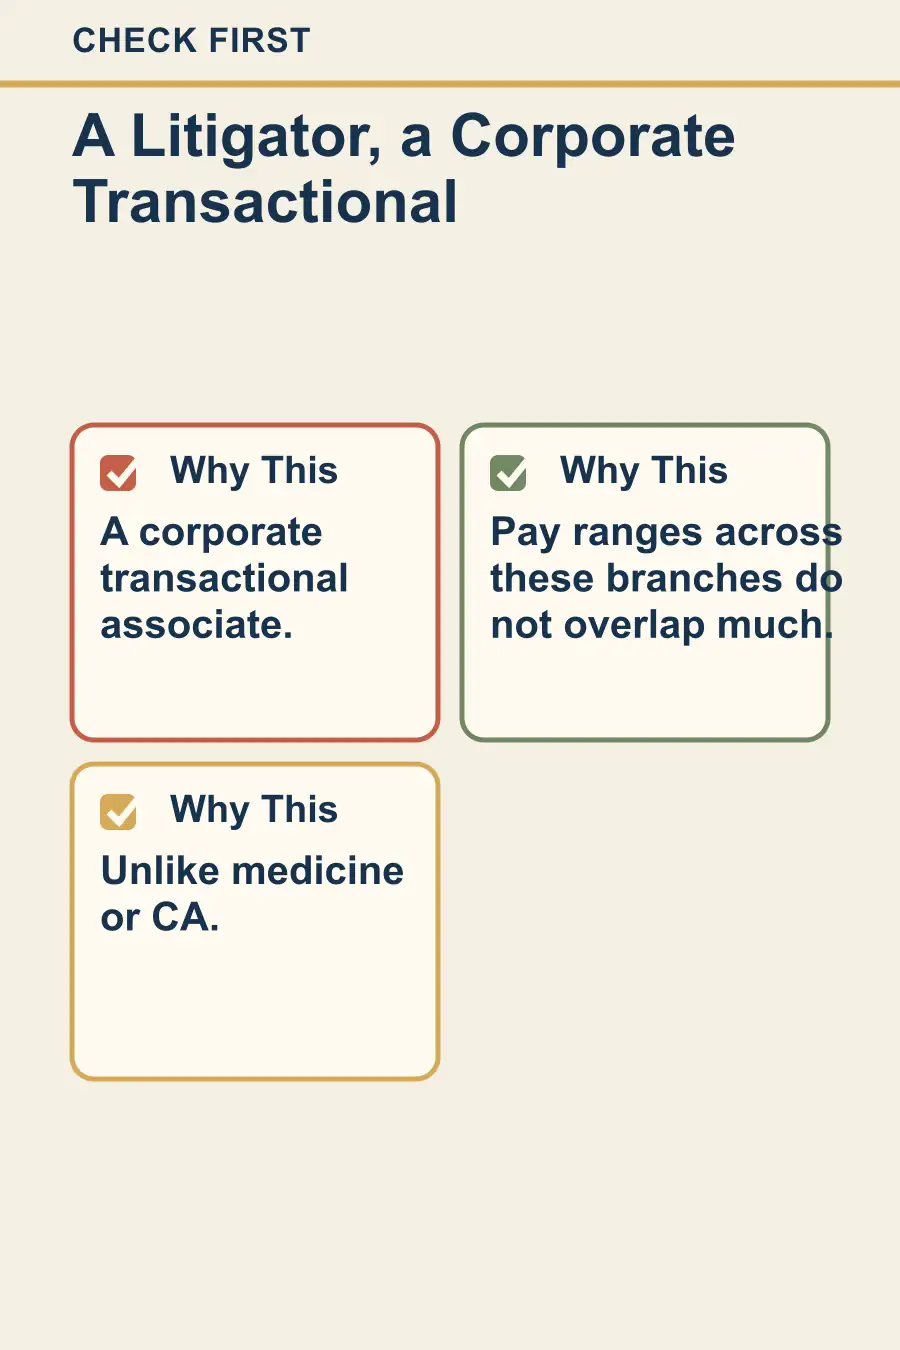 CHECK FIRST
A Litigator, a Corporate
Transactional
Why This
A corporate
transactional
associate.
Why This
Pay ranges across
these branches do
not overlap much.
Why This
Unlike medicine
or CA.